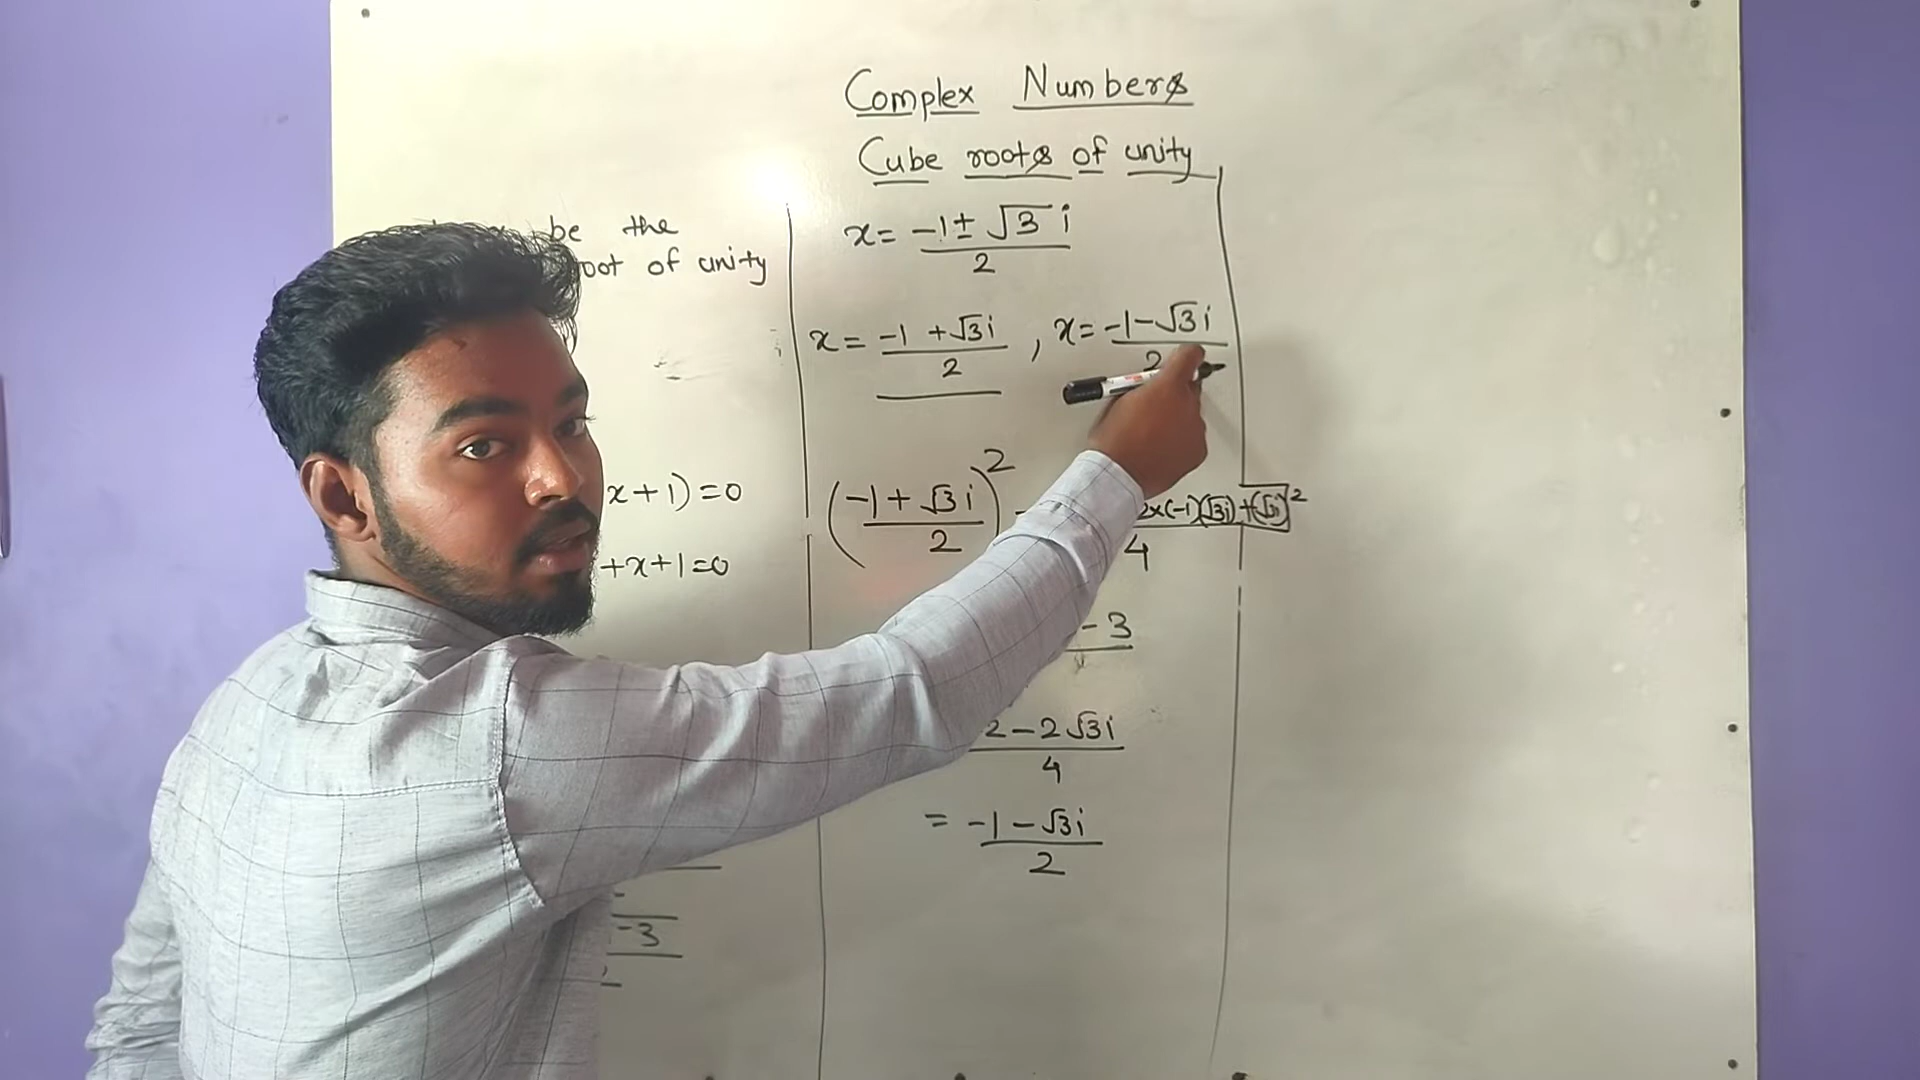 Complex Numbers
Cube roots of unity
be the
root of unity
x+1)=0
+x+1=0
-3
x = (-1 ± √3 i)/2
x = (-1 + √3i)/2 , x = (-1 - √3i)/2
((-1 + √3i)/2)² 2x(-1)(√3i) + (√3i)² / 4
- 3
2 - 2√3i / 4
= (-1 - √3i)/2